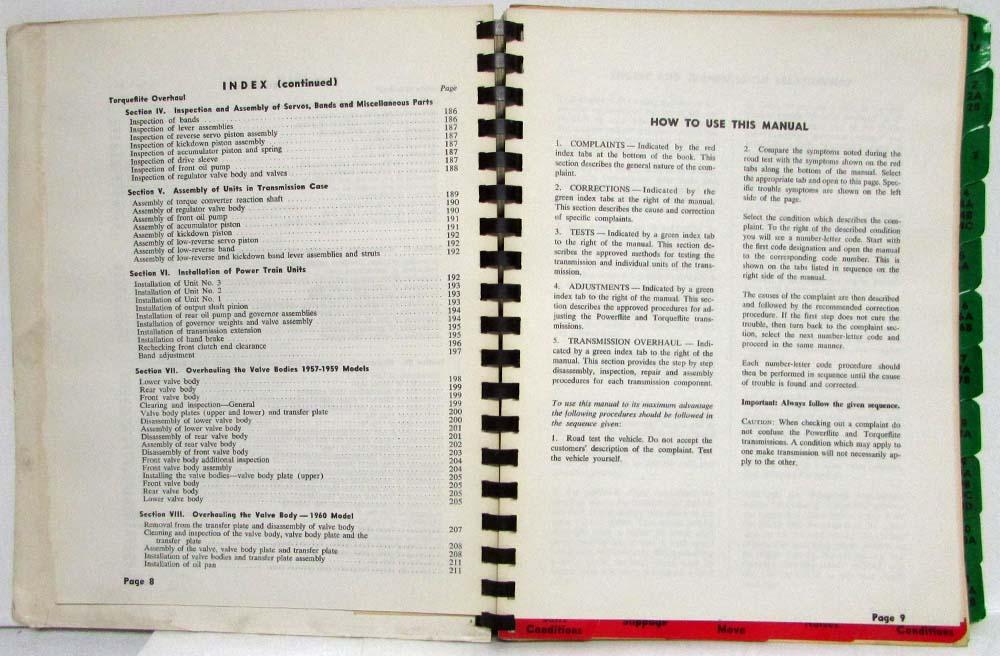 INDEX (continued)
Page
Torqueflite Overhaul
Section IV. Inspection and Assembly of Servos, Bands and Miscellaneous Parts
Inspection of bands 186
Inspection of lever assemblies 186
Inspection of reverse servo piston assembly 187
Inspection of kickdown piston assembly 187
Inspection of accumulator piston and spring 187
Inspection of drive sleeve 187
Inspection of front oil pump 187
Inspection of regulator valve body and valves 188
Section V. Assembly of Units in Transmission Case
Assembly of torque converter reaction shaft 189
Assembly of regulator valve body 190
Assembly of front oil pump 190
Assembly of accumulator piston 191
Assembly of kickdown piston 191
Assembly of low-reverse servo piston 192
Assembly of low-reverse band 192
Assembly of low-reverse and kickdown band lever assemblies and struts 192
Section VI. Installation of Power Train Units
Installation of Unit No. 3 192
Installation of Unit No. 2 193
Installation of Unit No. 1 193
Installation of output shaft pinion 193
Installation of rear oil pump and governor assemblies 194
Installation of governor weights and valve assembly 194
Installation of transmission extension 195
Installation of hand brake 195
Rechecking front clutch end clearance 196
Band adjustment 197
Section VII. Overhauling the Valve Bodies 1957-1959 Models
Lower valve body 198
Rear valve body 199
Front valve body 199
Clearing and inspection—General 199
Valve body plates (upper and lower) and transfer plate 200
Disassembly of lower valve body 200
Assembly of lower valve body 201
Disassembly of rear valve body 201
Assembly of rear valve body 202
Disassembly of front valve body 203
Front valve body additional inspection 204
Front valve body assembly 204
Installing the valve bodies—valve body plate (upper) 205
Front valve body 205
Rear valve body 205
Lower valve body 205
Section VIII. Overhauling the Valve Body—1960 Model
Removal from the transfer plate and disassembly of valve body 207
Cleaning and inspection of the valve body, valve body plate and the
transfer plate 208
Assembly of the valve, valve body plate and transfer plate 208
Installation of valve bodies and transfer plate assembly 211
Installation of oil pan 211
Page 8
HOW TO USE THIS MANUAL
1. COMPLAINTS — Indicated by the red
index tabs at the bottom of the book. This
section describes the general nature of the com-
plaint.
2. CORRECTIONS — Indicated by the
green index tabs at the right of the manual.
This section describes the cause and correction
of specific complaints.
3. TESTS — Indicated by a green index tab
to the right of the manual. This section de-
scribes the approved methods for testing the
transmission and individual units of the trans-
mission.
4. ADJUSTMENTS — Indicated by a green
index tab to the right of the manual. This sec-
tion describes the approved procedures for ad-
justing the Powerflite and Torqueflite trans-
missions.
5. TRANSMISSION OVERHAUL — Indi-
cated by a green index tab to the right of the
manual. This section provides the step by step
disassembly, inspection, repair and assembly
procedures for each transmission component.
To use this manual to its maximum advantage
the following procedures should be followed in
the sequence given:
1. Road test the vehicle. Do not accept the
customers' description of the complaint. Test
the vehicle yourself.
2. Compare the symptoms noted during the
road test with the symptoms shown on the red
tabs along the bottom of the manual. Select
the appropriate tab and open to this page. Spec-
ific trouble symptoms are shown on the left
side of the page.
Select the condition which describes the com-
plaint. To the right of the described condition
you will see a number-letter code. Start with
the first code designation and open the manual
to the corresponding code number. This is
shown on the tabs listed in sequence on the
right side of the manual.
The causes of the complaint are then described
and followed by the recommended correction
procedure. If the first step does not cure the
trouble, then turn back to the complaint sec-
tion, select the next number-letter code and
proceed in the same manner.
Each number-letter code procedure should
then be performed in sequence until the cause
of trouble is found and corrected.
Important: Always follow the given sequence.
CAUTION: When checking out a complaint do
not confuse the Powerflite and Torqueflite
transmissions. A condition which may apply to
one make transmission will not necessarily ap-
ply to the other.
Page 9
Conditions
Slippage
Move
Noises
Conditions
1
2
2A
2B
3